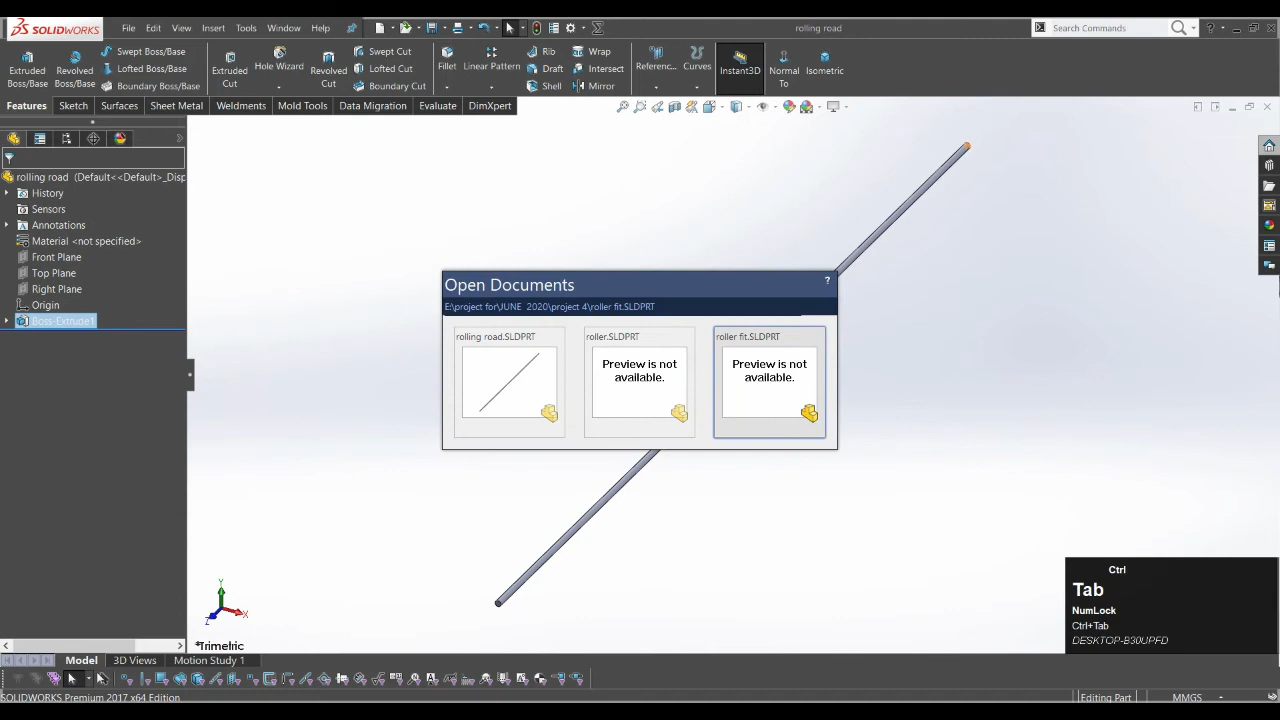 SOLIDWORKS
File
Edit
View
Insert
Tools
Window
Help
rolling road
Search Commands
Extruded
Boss/Base
Revolved
Boss/Base
Swept Boss/Base
Lofted Boss/Base
Boundary Boss/Base
Extruded
Cut
Hole Wizard
Revolved
Cut
Swept Cut
Lofted Cut
Boundary Cut
Fillet
Linear Pattern
Rib
Draft
Shell
Wrap
Intersect
Mirror
Referenc...
Curves
Instant3D
Normal
To
Isometric
Features
Sketch
Surfaces
Sheet Metal
Weldments
Mold Tools
Data Migration
Evaluate
DimXpert
rolling road (Default<<Default>_Disp
History
Sensors
Annotations
Material <not specified>
Front Plane
Top Plane
Right Plane
Origin
Boss-Extrude1
Open Documents
?
E:\project for\JUNE 2020\project 4\roller fit.SLDPRT
rolling road.SLDPRT
roller.SLDPRT
Preview is not
available.
roller fit.SLDPRT
Preview is not
available.
Y
X
Z
*Trimetric
Ctrl
Tab
NumLock
Ctrl+Tab
DESKTOP-B30UPFD
Model
3D Views
Motion Study 1
SOLIDWORKS Premium 2017 x64 Edition
Editing Part
MMGS